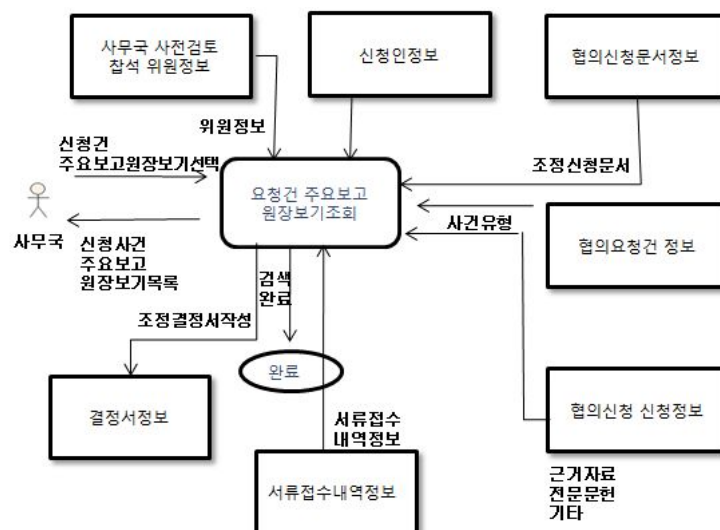 사무국 사전검토
참석 위원정보
신청인정보
협의신청문서정보
위원정보
신청건
주요보고원장보기선택
조정신청문서
요청건 주요보고
원장보기조회
사무국
신청사건
주요보고
원장보기목록
사건유형
협의요청건 정보
검색
완료
조정결정서작성
완료
결정서정보
서류접수
내역정보
협의신청 신청정보
서류접수내역정보
근거자료
전문문헌
기타